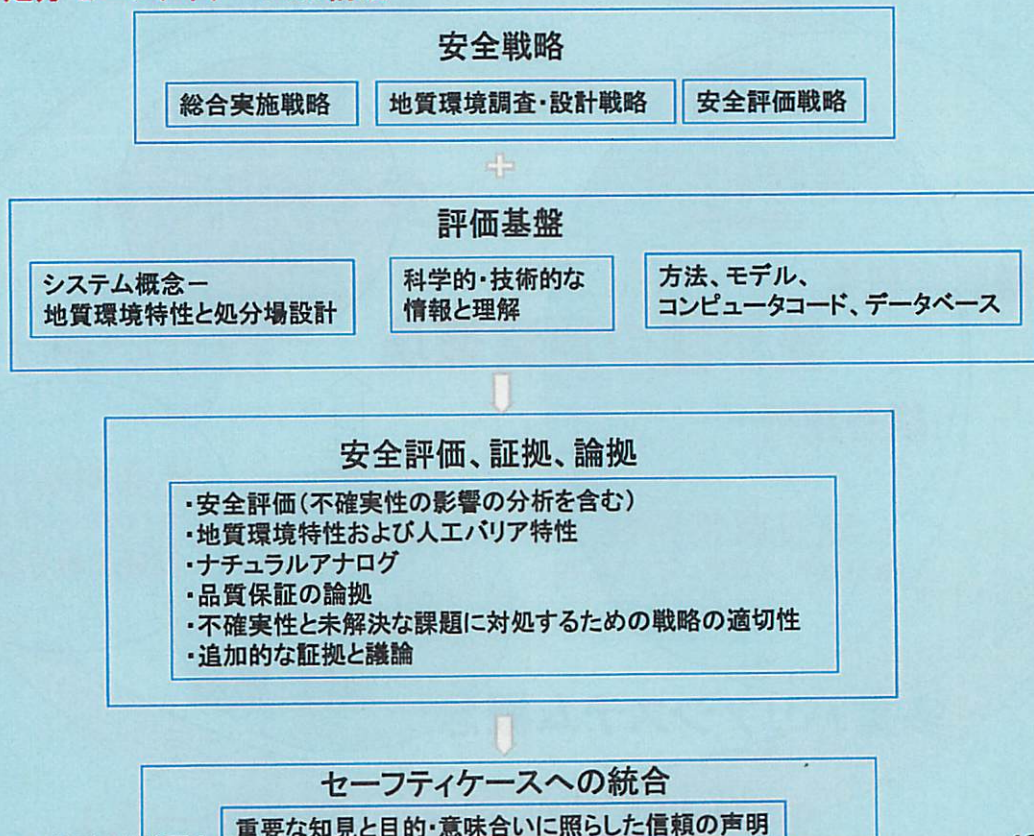 安全戦略
総合実施戦略 地質環境調査・設計戦略 安全評価戦略
+
評価基盤
システム概念－
地質環境特性と処分場設計
科学的・技術的な
情報と理解
方法、モデル、
コンピュータコード、データベース
安全評価、証拠、論拠
・安全評価(不確実性の影響の分析を含む)
・地質環境特性および人工バリア特性
・ナチュラルアナログ
・品質保証の論拠
・不確実性と未解決な課題に対処するための戦略の適切性
・追加的な証拠と議論
セーフティケースへの統合
重要な知見と目的・意味合いに照らした信頼の声明